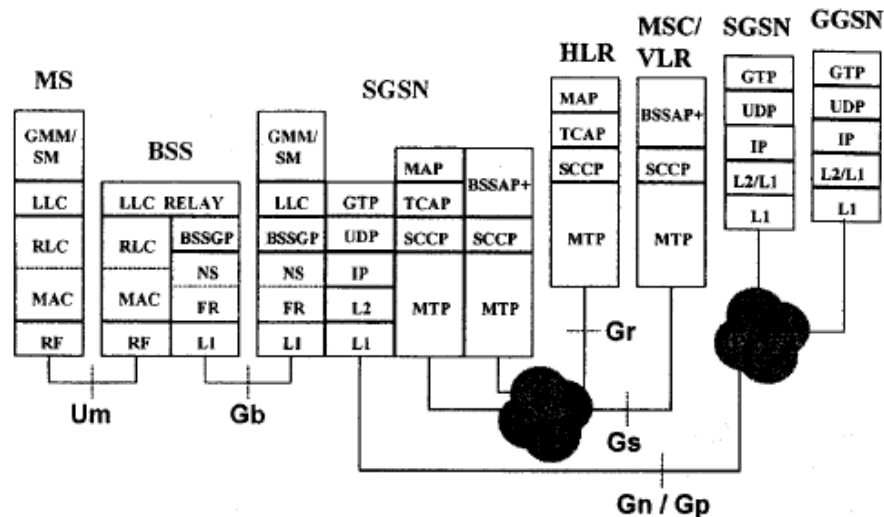 MS
GMM/
SM
LLC
RLC
MAC
RF
BSS
LLC RELAY
RLC
MAC
RF
BSSGP
NS
FR
L1
SGSN
GMM/
SM
LLC
BSSGP
NS
FR
L1
GTP
UDP
IP
L2
L1
MAP
TCAP
SCCP
MTP
BSSAP+
SCCP
MTP
HLR
MAP
TCAP
SCCP
MTP
MSC/
VLR
BSSAP+
SCCP
MTP
SGSN
GTP
UDP
IP
L2/L1
L1
GGSN
GTP
UDP
IP
L2/L1
L1
Um
Gb
Gr
Gs
Gn / Gp